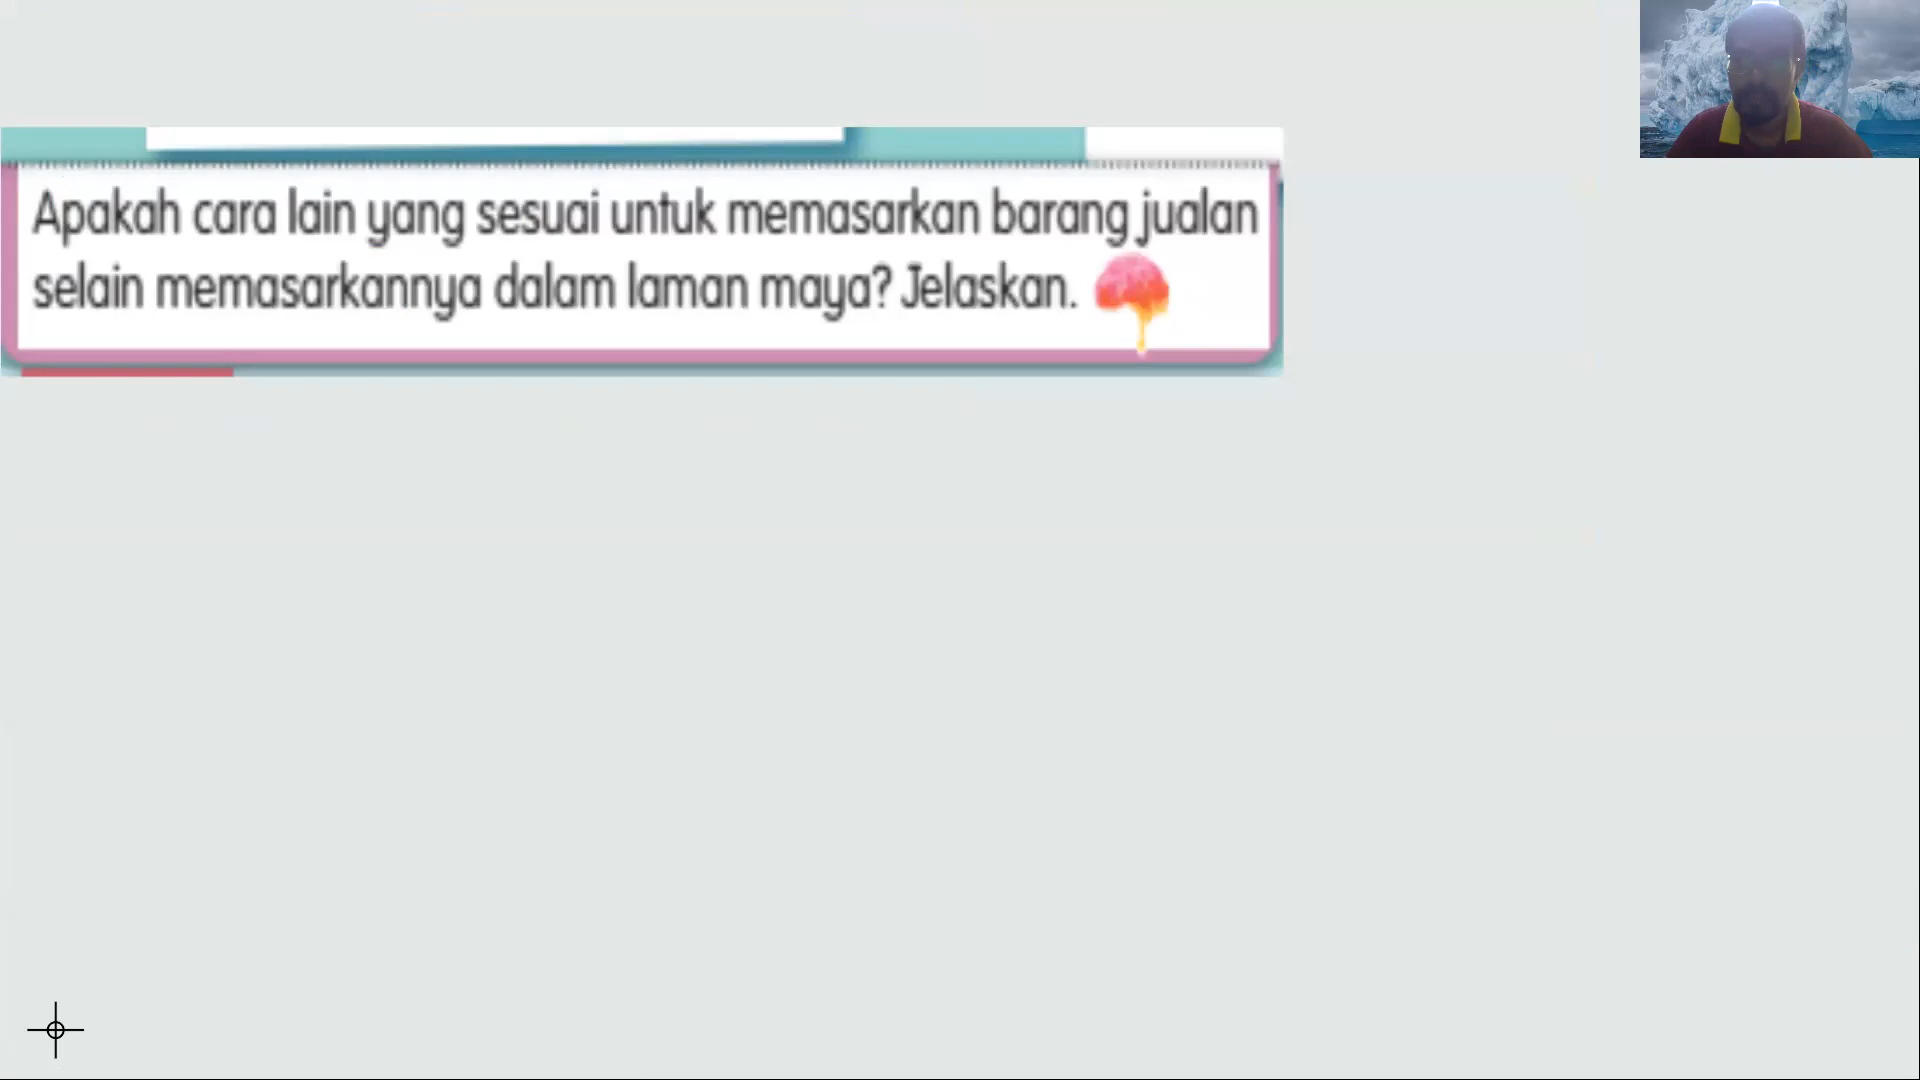 Apakah cara lain yang sesuai untuk memasarkan barang jualan
selain memasarkannya dalam laman maya? Jelaskan.